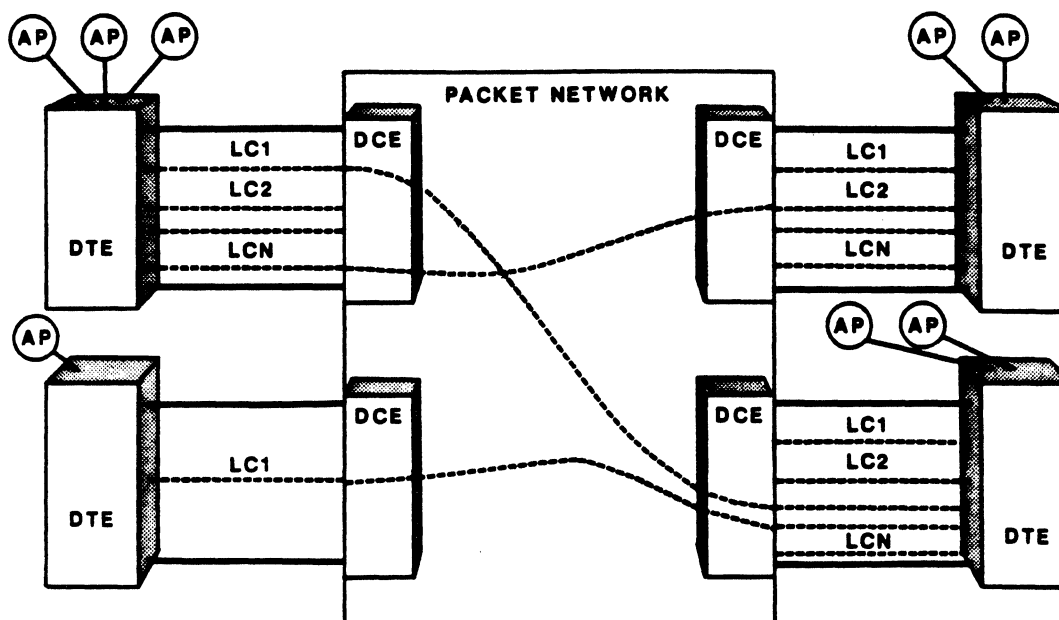 AP AP AP AP AP
PACKET NETWORK
DCE DCE
LC1 LC1
LC2 LC2
DTE LCN LCN DTE
AP AP AP
DCE DCE
LC1
LC1 LC2
DTE LCN DTE